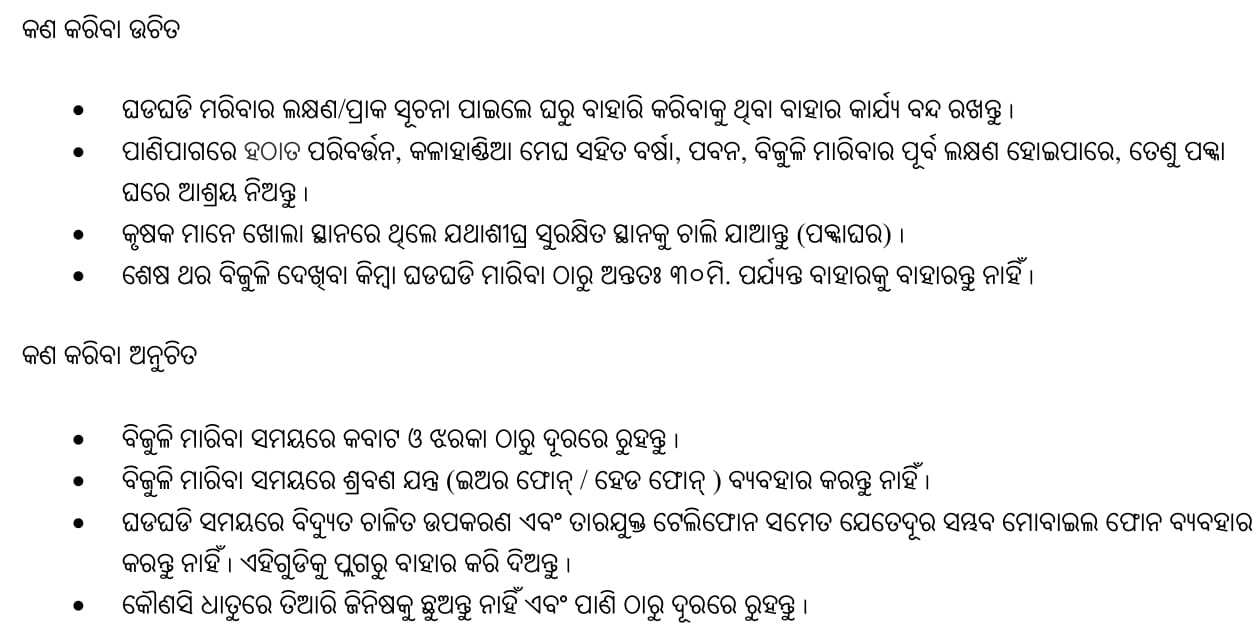 କଣ କରିବା ଉଚିତ
• ଘଡଘଡି ମରିବାର ଲକ୍ଷଣ/ପ୍ରାକ ସୂଚନା ପାଇଲେ ଘରୁ ବାହାରି କରିବାକୁ ଥିବା ବାହାର କାର୍ଯ୍ୟ ବନ୍ଦ ରଖନ୍ତୁ ।
• ପାଣିପାଗରେ ହଠାତ ପରିବର୍ତ୍ତନ, କଳାହାଣ୍ଡିଆ ମେଘ ସହିତ ବର୍ଷା, ପବନ, ବିଜୁଳି ମାରିବାର ପୂର୍ବ ଲକ୍ଷଣ ହୋଇପାରେ, ତେଣୁ ପକ୍କା
ଘରେ ଆଶ୍ରୟ ନିଅନ୍ତୁ ।
• କୃଷକ ମାନେ ଖୋଲା ସ୍ଥାନରେ ଥିଲେ ଯଥାଶୀଘ୍ର ସୁରକ୍ଷିତ ସ୍ଥାନକୁ ଚାଲି ଯାଆନ୍ତୁ (ପକ୍କାଘର) ।
• ଶେଷ ଥର ବିଜୁଳି ଦେଖିବା କିମ୍ବା ଘଡଘଡି ମାରିବା ଠାରୁ ଅନ୍ତତଃ ୩୦ମି. ପର୍ଯ୍ୟନ୍ତ ବାହାରକୁ ବାହାରନ୍ତୁ ନାହିଁ ।
କଣ କରିବା ଅନୁଚିତ
• ବିଜୁଳି ମାରିବା ସମୟରେ କବାଟ ଓ ଝରକା ଠାରୁ ଦୂରରେ ରୁହନ୍ତୁ ।
• ବିଜୁଳି ମାରିବା ସମୟରେ ଶ୍ରବଣ ଯନ୍ତ୍ର (ଇଅର ଫୋନ୍ / ହେଡ ଫୋନ୍ ) ବ୍ୟବହାର କରନ୍ତୁ ନାହିଁ ।
• ଘଡଘଡି ସମୟରେ ବିଦ୍ୟୁତ ଚାଳିତ ଉପକରଣ ଏବଂ ତାରଯୁକ୍ତ ଟେଲିଫୋନ ସମେତ ଯେତେଦୂର ସମ୍ଭବ ମୋବାଇଲ ଫୋନ ବ୍ୟବହାର
କରନ୍ତୁ ନାହିଁ । ଏହିଗୁଡିକୁ ପ୍ଲଗରୁ ବାହାର କରି ଦିଅନ୍ତୁ ।
• କୌଣସି ଧାତୁରେ ତିଆରି ଜିନିଷକୁ ଛୁଅନ୍ତୁ ନାହିଁ ଏବଂ ପାଣି ଠାରୁ ଦୂରରେ ରୁହନ୍ତୁ ।